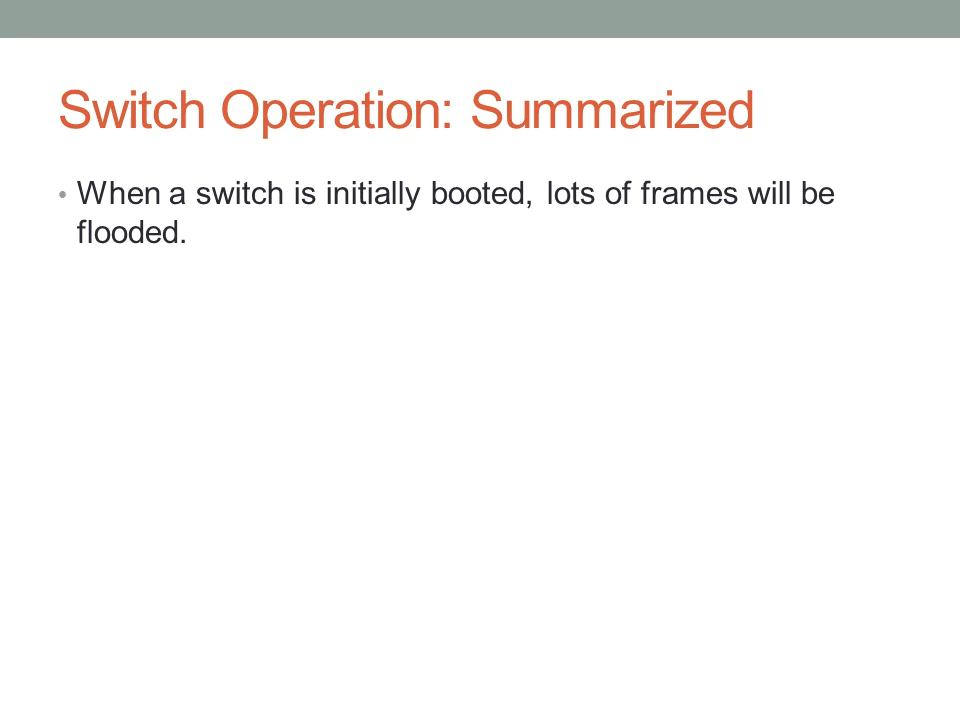 Switch Operation: Summarized
• When a switch is initially booted, lots of frames will be
flooded.